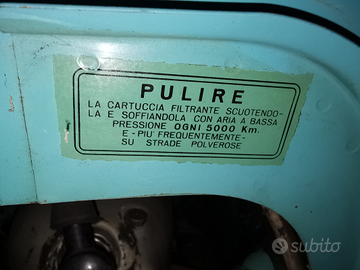 PULIRE
LA CARTUCCIA FILTRANTE SCUOTENDO-
LA E SOFFIANDOLA CON ARIA A BASSA
PRESSIONE OGNI 5000 Km.
E - PIU' FREQUENTEMENTE -
SU STRADE POLVEROSE
subito